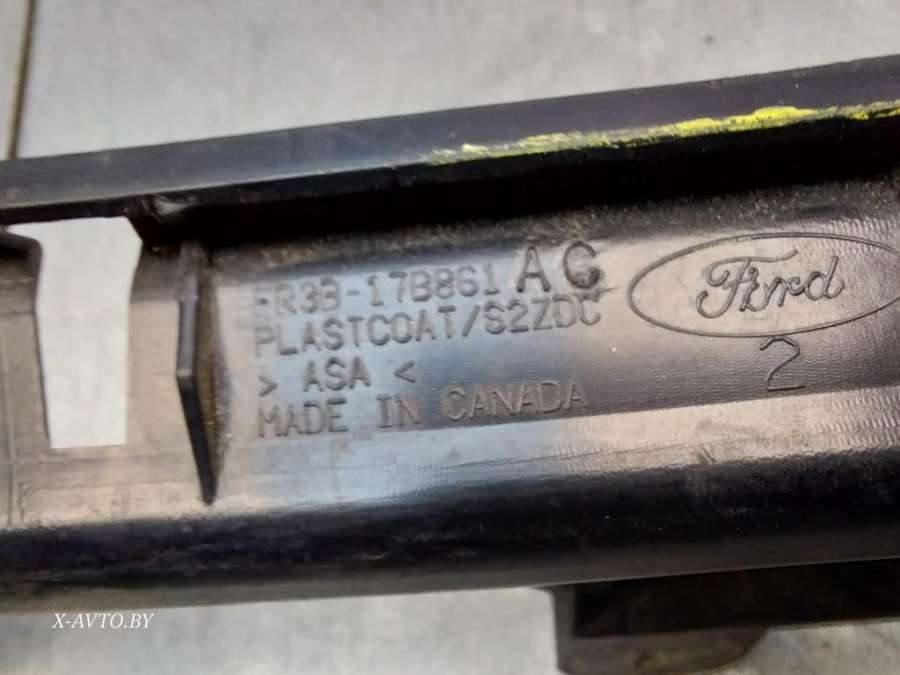 FR3B-17B861 AC
PLASTCOAT/S2ZDC
> ASA <
MADE IN CANADA
Ford
2
X-AVTO.BY